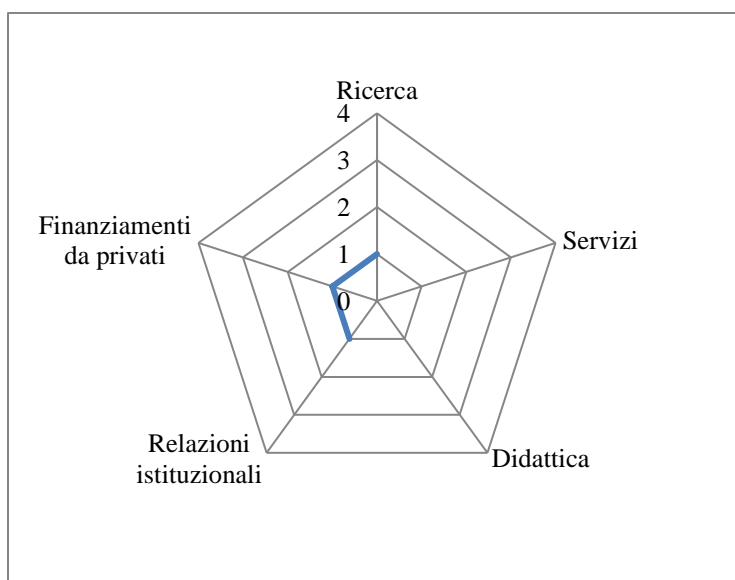 Ricerca
4
3
2
1
0
Servizi
Didattica
Relazioni
istituzionali
Finanziamenti
da privati